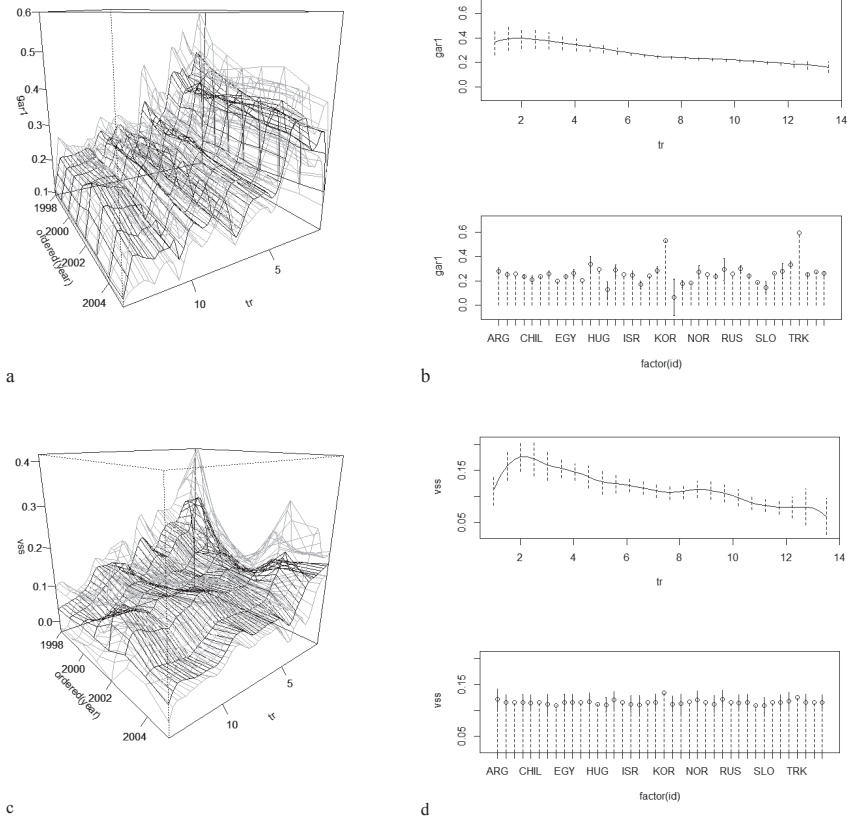 0.6
0.5
0.4
0.3
0.2
0.1
gar1
1998
2000
2002
2004
ordered(year)
10
5
tr
a
0.6
0.4
0.2
0.0
gar1
2 4 6 8 10 12 14
tr
0.6
0.4
0.2
0.0
gar1
ARG CHIL EGY HUG ISR KOR NOR RUS SLO TRK
factor(id)
b
0.4
0.3
0.2
0.1
0.0
vss
1998
2000
2002
2004
ordered(year)
10
5
tr
c
0.15
0.05
vss
2 4 6 8 10 12 14
tr
0.15
0.05
vss
ARG CHIL EGY HUG ISR KOR NOR RUS SLO TRK
factor(id)
d